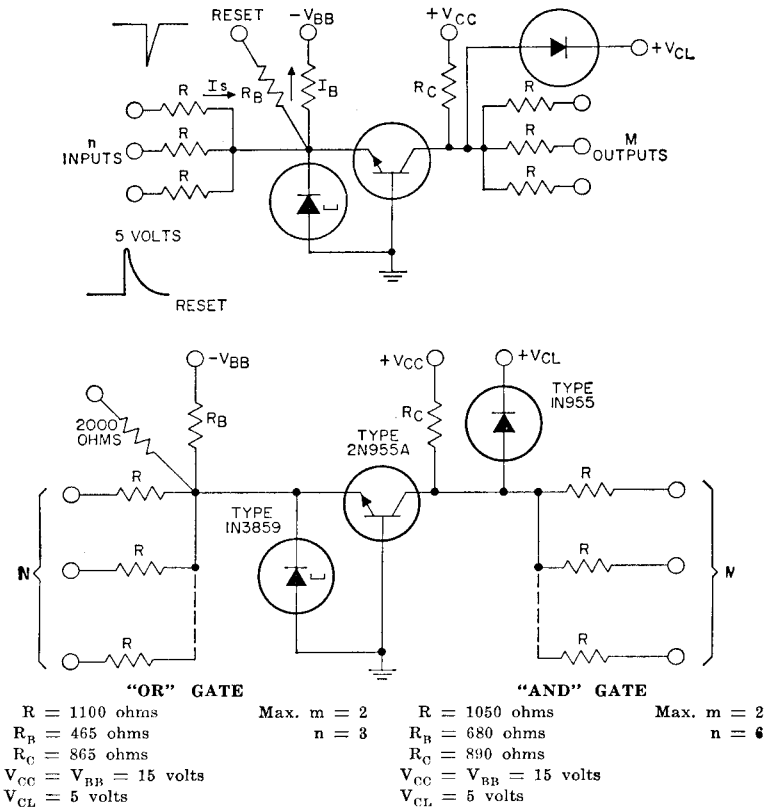 RESET
-VBB
+VCC
+VCL
R
Is
RB
IB
RC
R
n
INPUTS
R
R
R
M
OUTPUTS
R
5 VOLTS
RESET
-VBB
+VCC
+VCL
2000
OHMS
RB
RC
TYPE
1N955
TYPE
2N955A
R
TYPE
1N3859
R
N
R
R
M
R
R
"OR" GATE
R = 1100 ohms Max. m = 2
RB = 465 ohms n = 3
RC = 865 ohms
VCC = VBB = 15 volts
VCL = 5 volts
"AND" GATE
R = 1050 ohms Max. m = 2
RB = 680 ohms n = 6
RC = 890 ohms
VCC = VBB = 15 volts
VCL = 5 volts